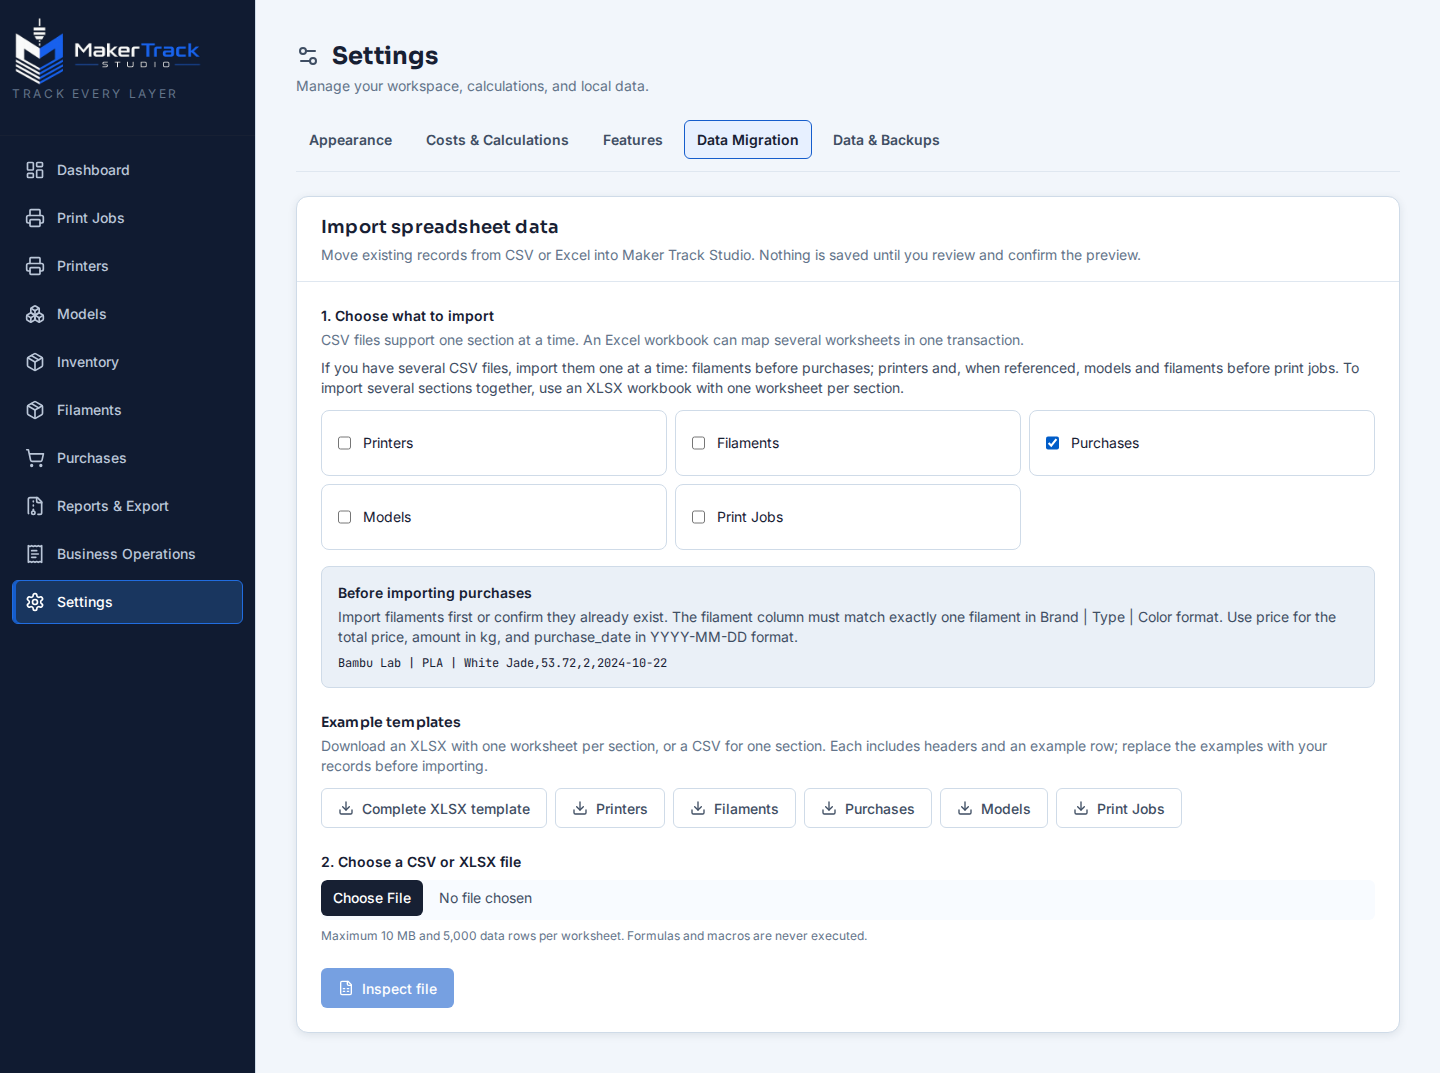 MakerTrack
STUDIO
TRACK EVERY LAYER
Dashboard
Print Jobs
Printers
Models
Inventory
Filaments
Purchases
Reports & Export
Business Operations
Settings
Settings
Manage your workspace, calculations, and local data.
Appearance
Costs & Calculations
Features
Data Migration
Data & Backups
Import spreadsheet data
Move existing records from CSV or Excel into Maker Track Studio. Nothing is saved until you review and confirm the preview.
1. Choose what to import
CSV files support one section at a time. An Excel workbook can map several worksheets in one transaction.
If you have several CSV files, import them one at a time: filaments before purchases; printers and, when referenced, models and filaments before print jobs. To
import several sections together, use an XLSX workbook with one worksheet per section.
Printers
Filaments
Purchases
Models
Print Jobs
Before importing purchases
Import filaments first or confirm they already exist. The filament column must match exactly one filament in Brand | Type | Color format. Use price for the
total price, amount in kg, and purchase_date in YYYY-MM-DD format.
Bambu Lab | PLA | White Jade,53.72,2,2024-10-22
Example templates
Download an XLSX with one worksheet per section, or a CSV for one section. Each includes headers and an example row; replace the examples with your
records before importing.
Complete XLSX template
Printers
Filaments
Purchases
Models
Print Jobs
2. Choose a CSV or XLSX file
Choose File
No file chosen
Maximum 10 MB and 5,000 data rows per worksheet. Formulas and macros are never executed.
Inspect file